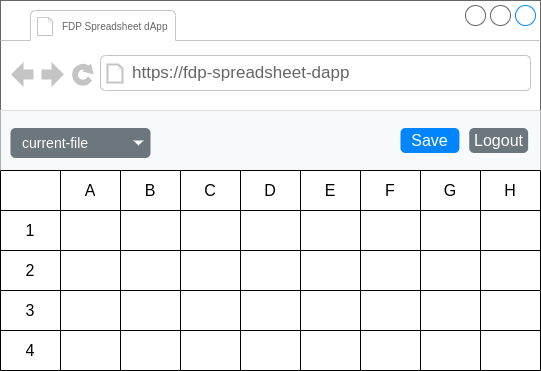 FDP Spreadsheet dApp
https://fdp-spreadsheet-dapp
current-file Save Logout
A B C D E F G H
1
2
3
4